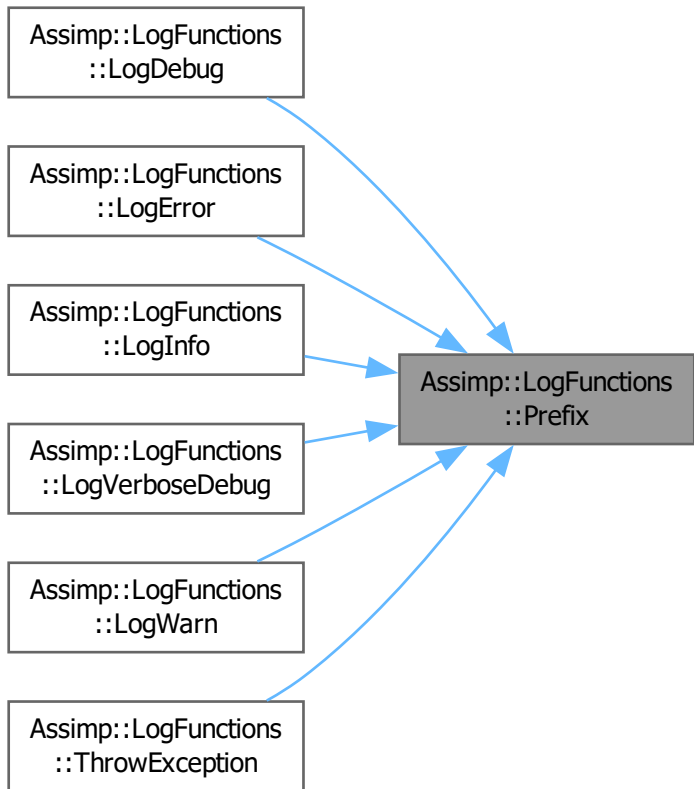 Assimp::LogFunctions
::LogDebug
Assimp::LogFunctions
::LogError
Assimp::LogFunctions
::LogInfo
Assimp::LogFunctions
::Prefix
Assimp::LogFunctions
::LogVerboseDebug
Assimp::LogFunctions
::LogWarn
Assimp::LogFunctions
::ThrowException